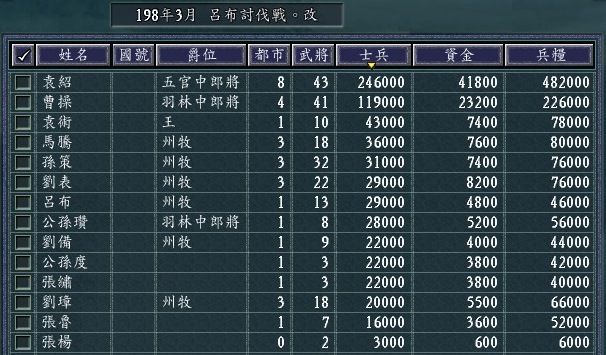 198年3月 呂布討伐戰。改
姓名 國號 爵位 都市 武將 士兵 資金 兵糧
袁紹 五官中郎將 8 43 246000 41800 482000
曹操 羽林中郎將 4 41 119000 23200 226000
袁術 王 1 10 43000 7400 78000
馬騰 州牧 3 18 36000 7600 80000
孫策 州牧 3 32 31000 7400 76000
劉表 州牧 3 22 29000 8200 76000
呂布 州牧 1 13 29000 4800 46000
公孫瓚 羽林中郎將 1 8 28000 5200 56000
劉備 州牧 1 9 22000 4000 44000
公孫度 1 3 22000 3800 42000
張繡 1 3 22000 3800 40000
劉璋 州牧 3 18 20000 5500 66000
張魯 1 7 16000 3600 52000
張楊 0 2 3000 600 6000